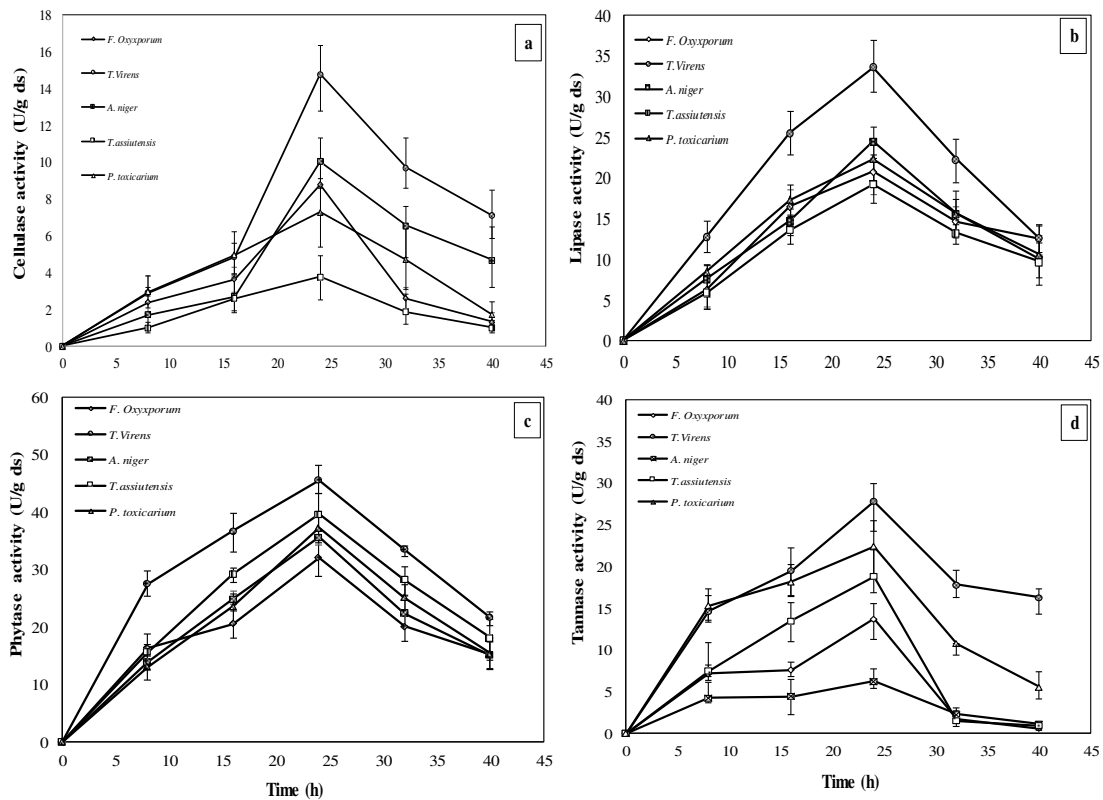 a
Cellulase activity (U/g ds)
18
16
14
12
10
8
6
4
2
0
F. Oxyxporum
T.Virens
A. niger
T.assiutensis
P. toxicarium
0 5 10 15 20 25 30 35 40 45
b
Lipase activity (U/g ds)
40
35
30
25
20
15
10
5
0
F. Oxyxporum
T.Virens
A. niger
T.assiutensis
P. toxicarium
0 5 10 15 20 25 30 35 40 45
c
Phytase activity (U/g ds)
60
50
40
30
20
10
0
F. Oxyxporum
T.Virens
A. niger
T.assiutensis
P. toxicarium
0 5 10 15 20 25 30 35 40 45
Time (h)
d
Tannase activity (U/g ds)
40
35
30
25
20
15
10
5
0
F. Oxyxporum
T.Virens
A. niger
T.assiutensis
P. toxicarium
0 5 10 15 20 25 30 35 40 45
Time (h)